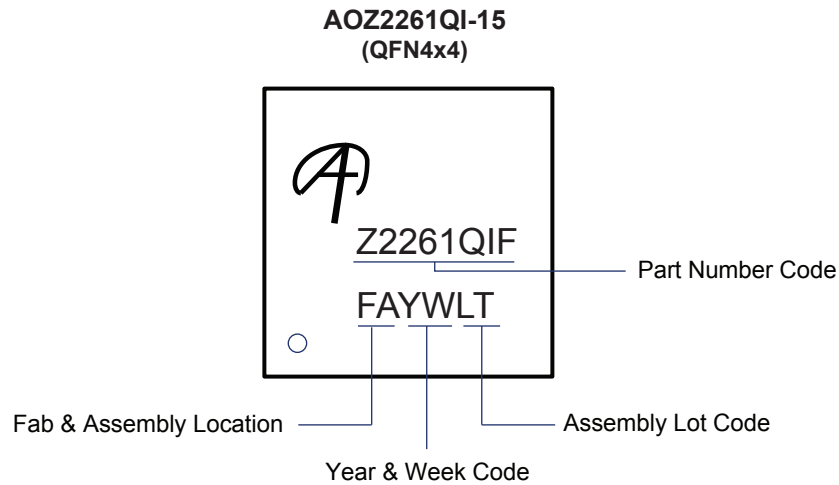 AOZ2261QI-15
(QFN4x4)
Z2261QIF
Part Number Code
FAYWLT
Fab & Assembly Location
Assembly Lot Code
Year & Week Code